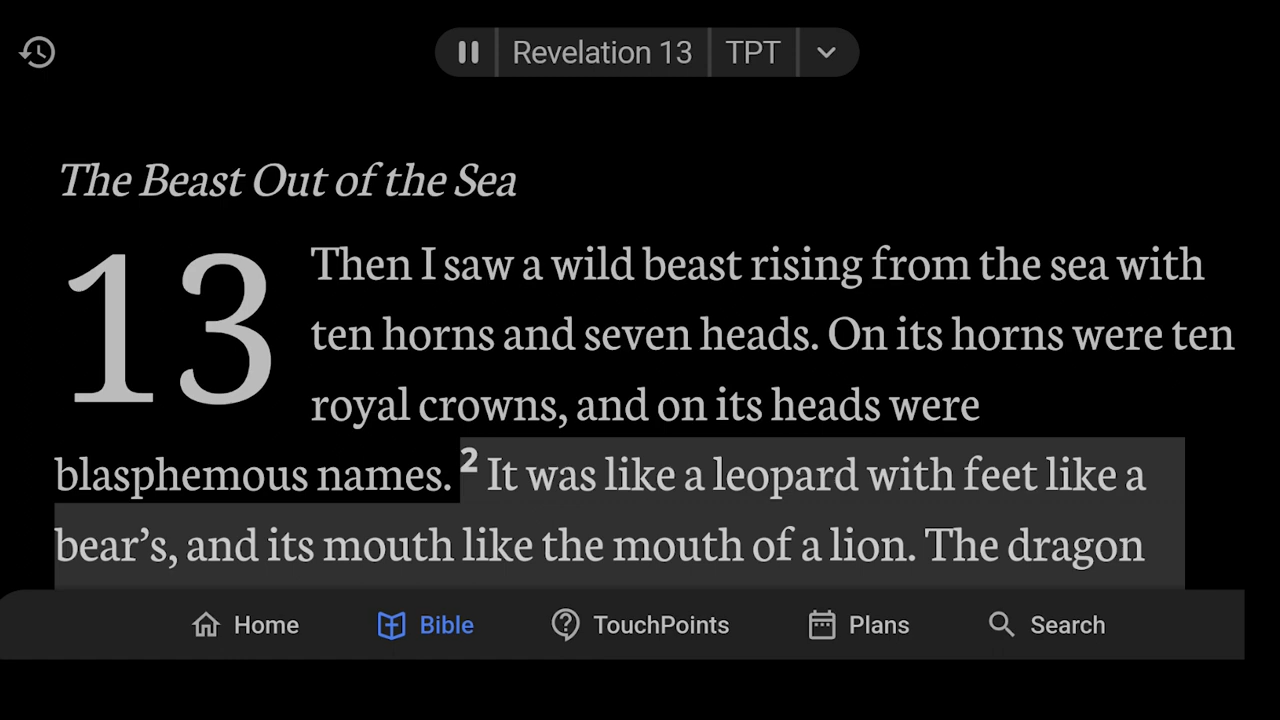 Revelation 13 TPT
The Beast Out of the Sea
13 Then I saw a wild beast rising from the sea with
ten horns and seven heads. On its horns were ten
royal crowns, and on its heads were
blasphemous names. 2 It was like a leopard with feet like a
bear’s, and its mouth like the mouth of a lion. The dragon
Home Bible TouchPoints Plans Search